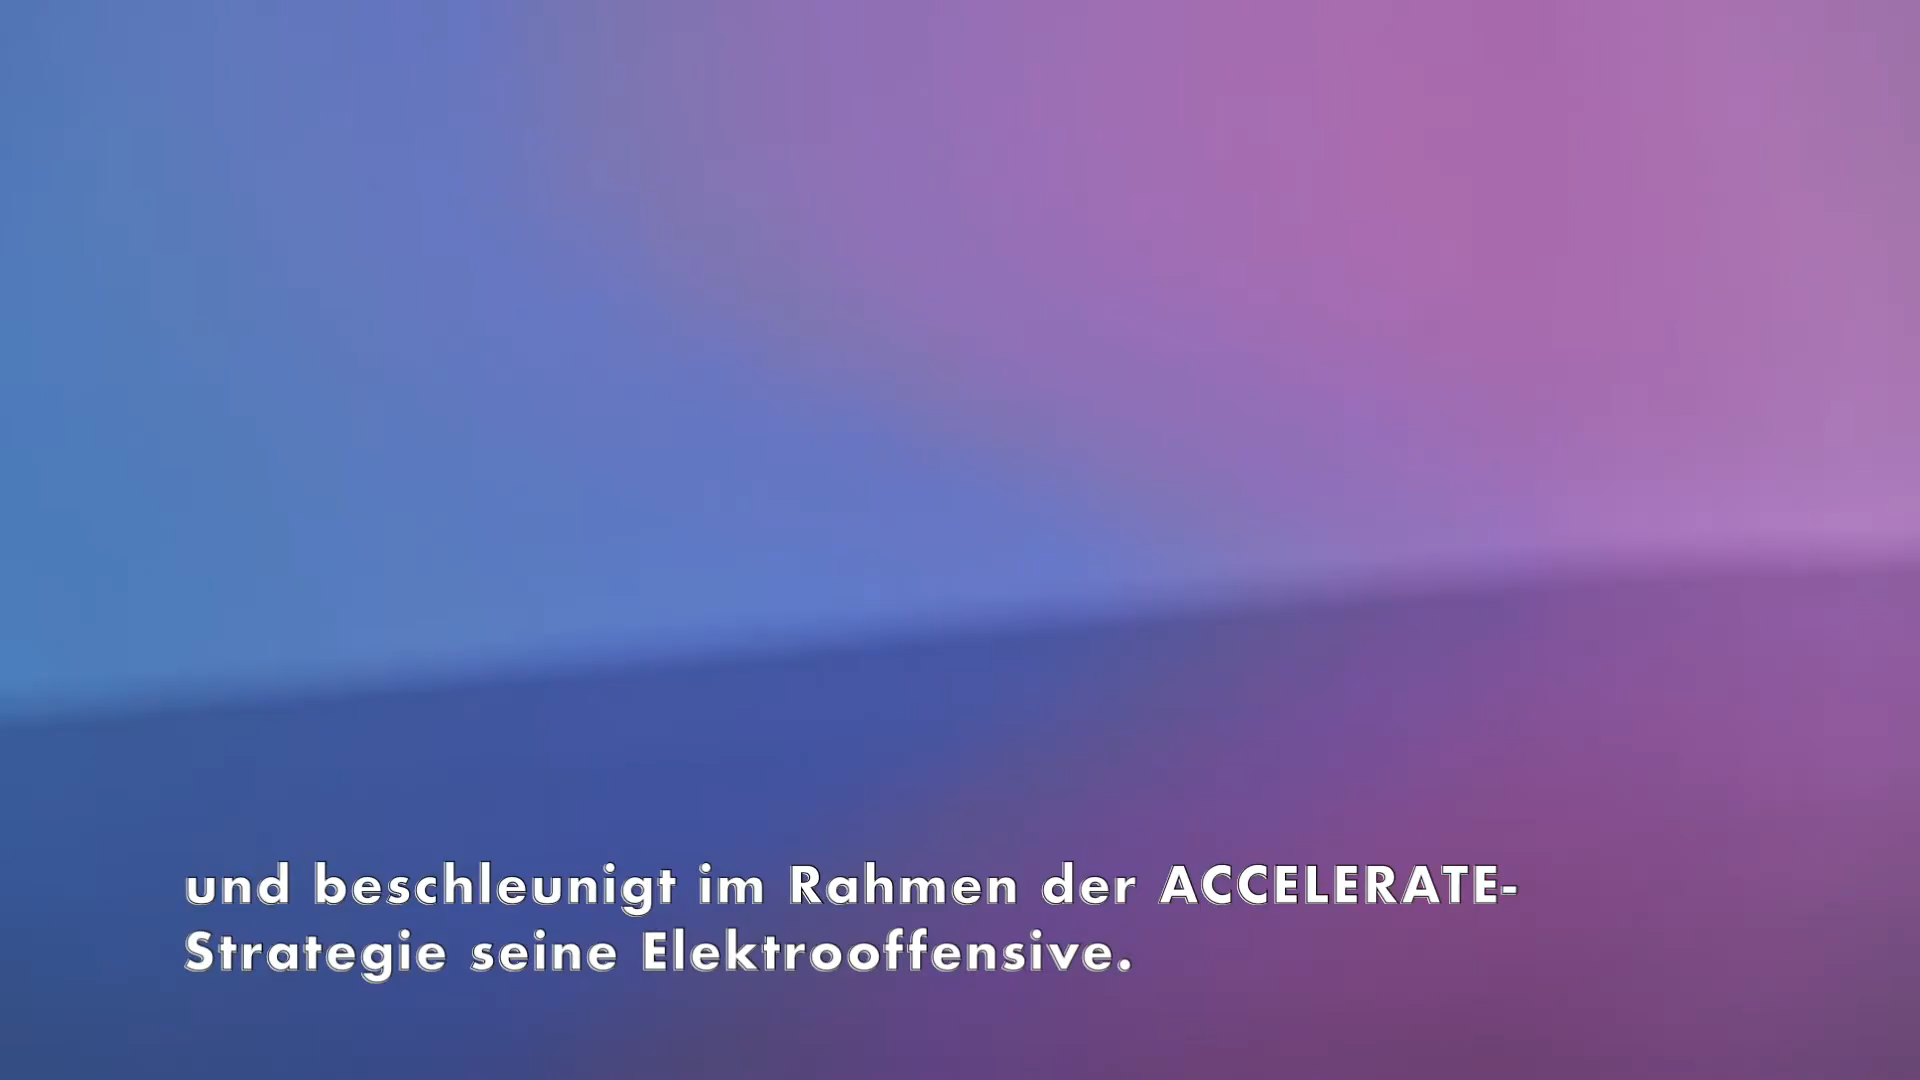 und beschleunigt im Rahmen der ACCELERATE-
Strategie seine Elektrooffensive.